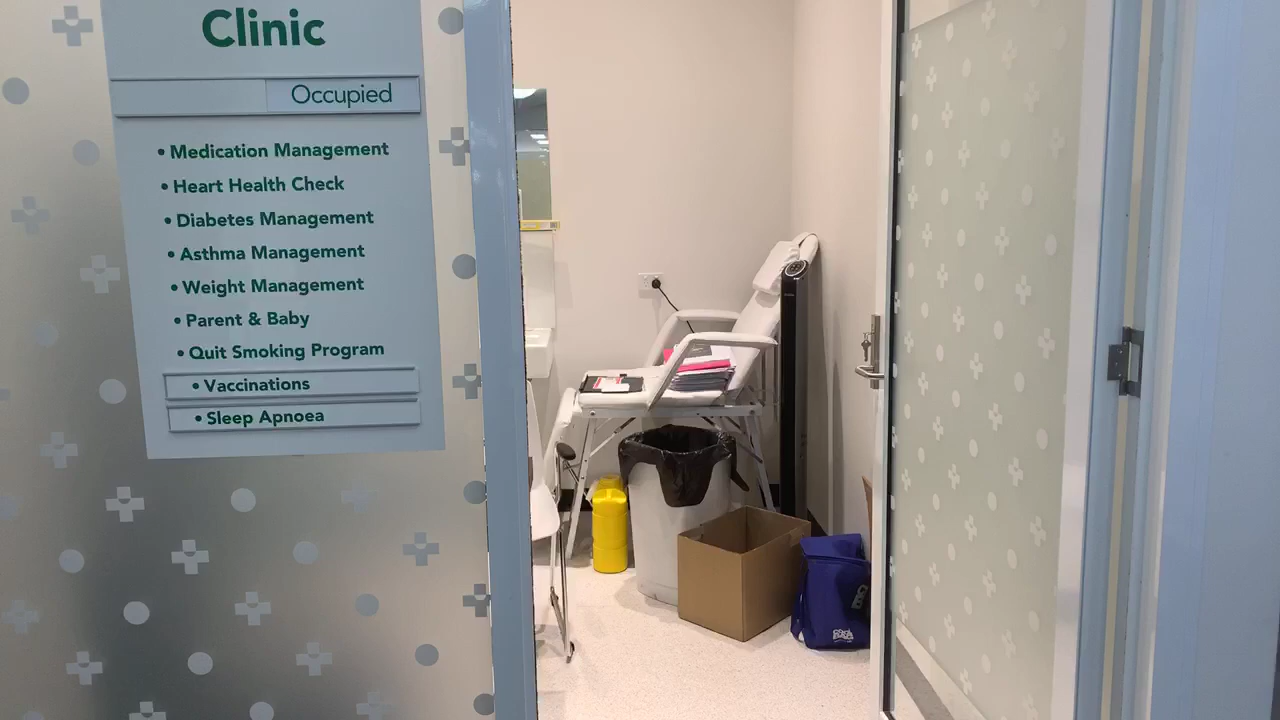 Clinic
Occupied
• Medication Management
• Heart Health Check
• Diabetes Management
• Asthma Management
• Weight Management
• Parent & Baby
• Quit Smoking Program
• Vaccinations
• Sleep Apnoea